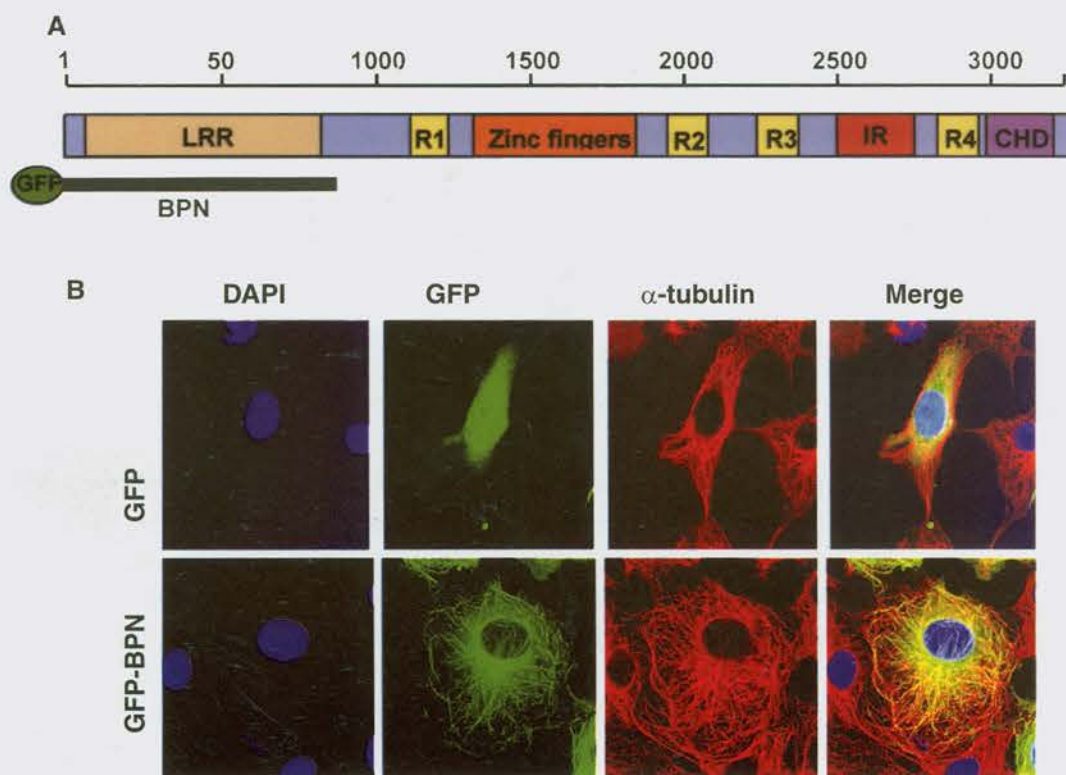 A
1 50 1000 1500 2000 2500 3000
LRR R1 Zinc fingers R2 R3 IR R4 CHD
GFP
BPN
B DAPI GFP α-tubulin Merge
GFP
GFP-BPN